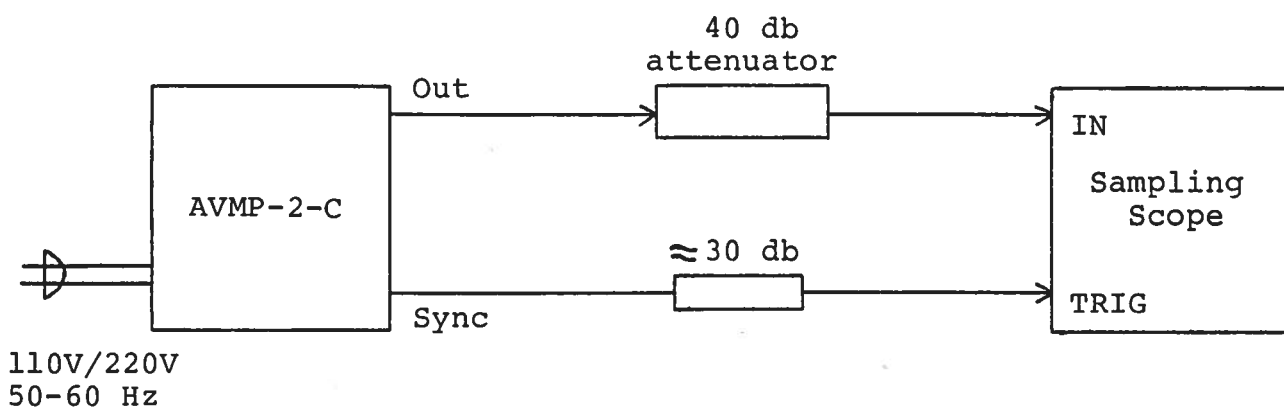 40 db
attenuator
Out
IN
AVMP-2-C
Sampling
Scope
≈ 30 db
Sync
TRIG
110V/220V
50-60 Hz